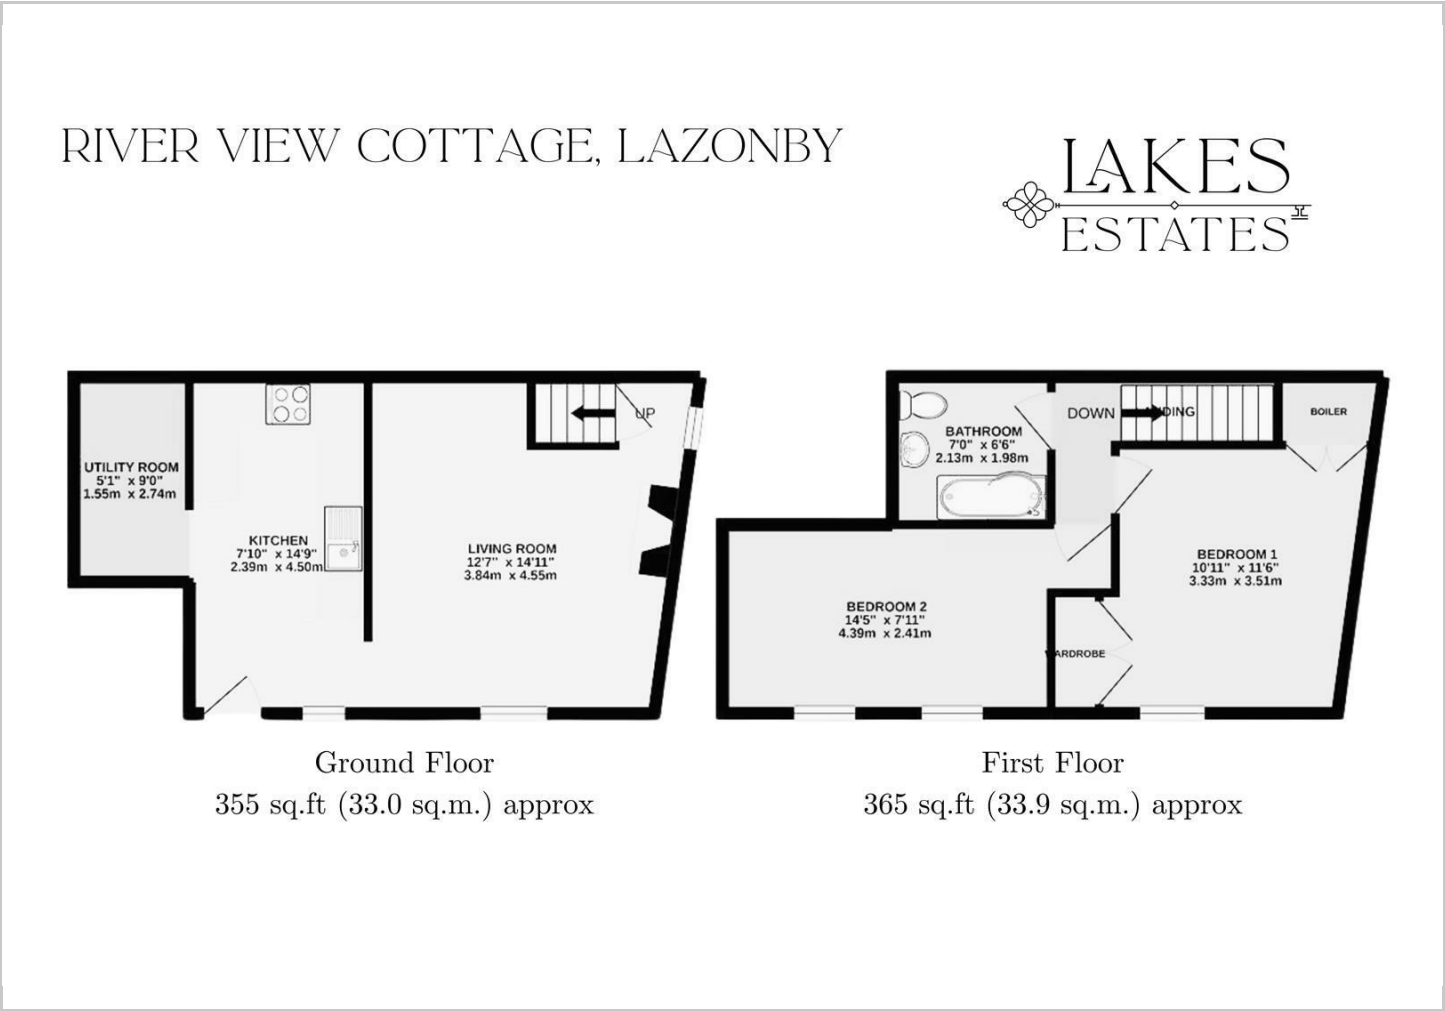 RIVER VIEW COTTAGE, LAZONBY
LAKES
ESTATES
UTILITY ROOM
5'1" x 9'0"
1.55m x 2.74m
KITCHEN
7'10" x 14'9"
2.39m x 4.50m
LIVING ROOM
12'7" x 14'11"
3.84m x 4.55m
UP
BATHROOM
7'0" x 6'6"
2.13m x 1.98m
DOWN
BOILER
BEDROOM 1
10'11" x 11'6"
3.33m x 3.51m
BEDROOM 2
14'5" x 7'11"
4.39m x 2.41m
WARDROBE
Ground Floor
355 sq.ft (33.0 sq.m.) approx
First Floor
365 sq.ft (33.9 sq.m.) approx